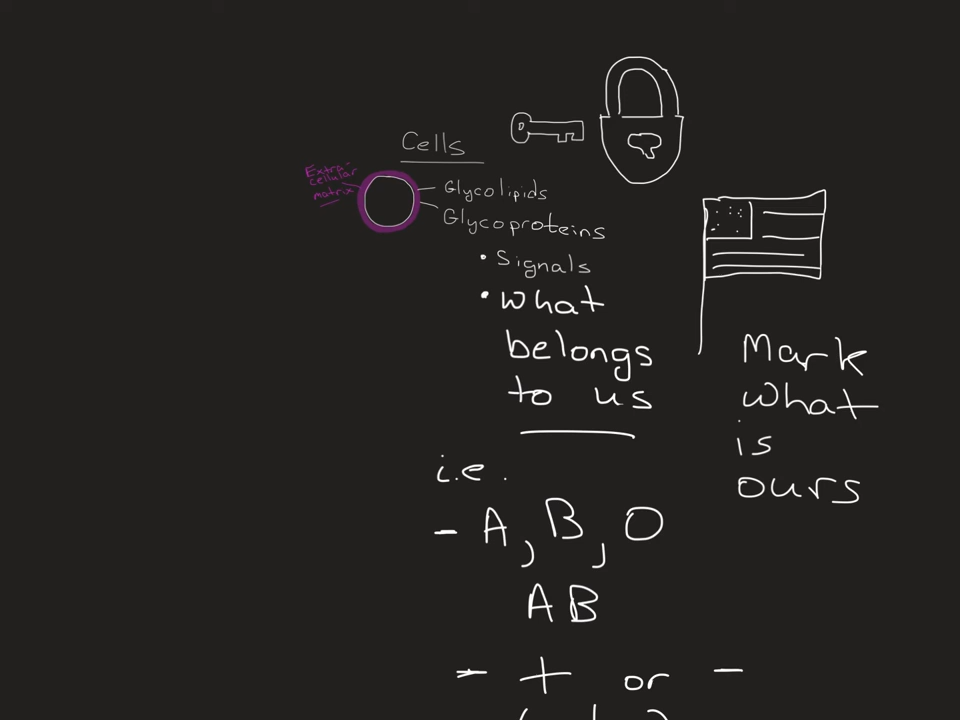 Cells
Extra-
cellular
matrix
Glycolipids
Glycoproteins
• Signals
• What
belongs
to us
Mark
what
is
ours
i.e.
- A, B, O
AB
- + or -